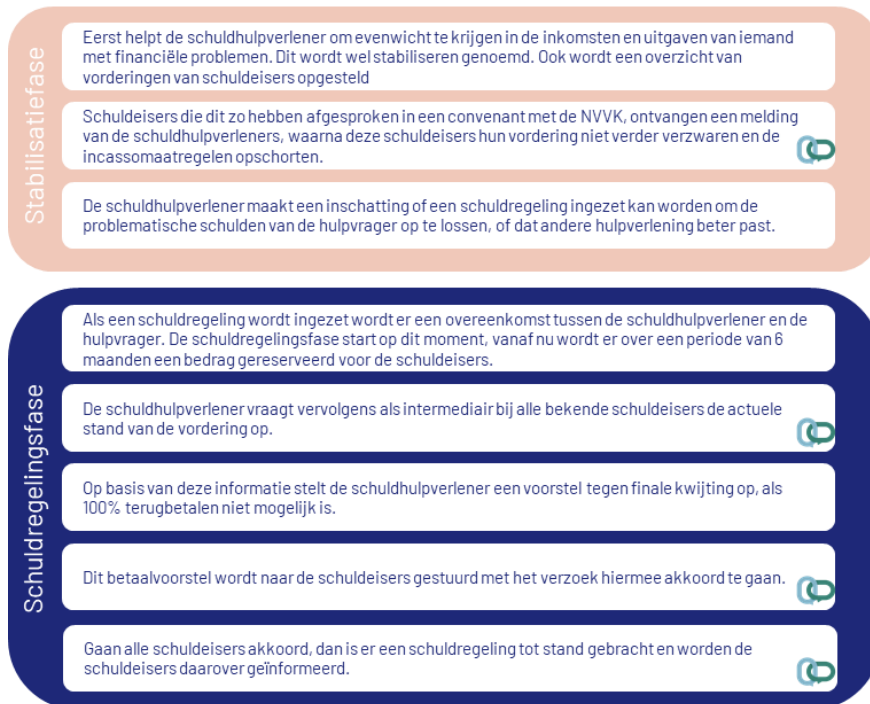 Stabilisatiefase
Eerst helpt de schuldhulpverlener om evenwicht te krijgen in de inkomsten en uitgaven van iemand
met financiële problemen. Dit wordt wel stabiliseren genoemd. Ook wordt een overzicht van
vorderingen van schuldeisers opgesteld
Schuldeisers die dit zo hebben afgesproken in een convenant met de NVVK, ontvangen een melding
van de schuldhulpverleners, waarna deze schuldeisers hun vordering niet verder verzwaren en de
incassomaatregelen opschorten.
De schuldhulpverlener maakt een inschatting of een schuldregeling ingezet kan worden om de
problematische schulden van de hulpvrager op te lossen, of dat andere hulpverlening beter past.
Schuldregelingsfase
Als een schuldregeling wordt ingezet wordt er een overeenkomst tussen de schuldhulpverlener en de
hulpvrager. De schuldregelingsfase start op dit moment, vanaf nu wordt er over een periode van 6
maanden een bedrag gereserveerd voor de schuldeisers.
De schuldhulpverlener vraagt vervolgens als intermediair bij alle bekende schuldeisers de actuele
stand van de vordering op.
Op basis van deze informatie stelt de schuldhulpverlener een voorstel tegen finale kwijting op, als
100% terugbetalen niet mogelijk is.
Dit betaalvoorstel wordt naar de schuldeisers gestuurd met het verzoek hiermee akkoord te gaan.
Gaan alle schuldeisers akkoord, dan is er een schuldregeling tot stand gebracht en worden de
schuldeisers daarover geïnformeerd.